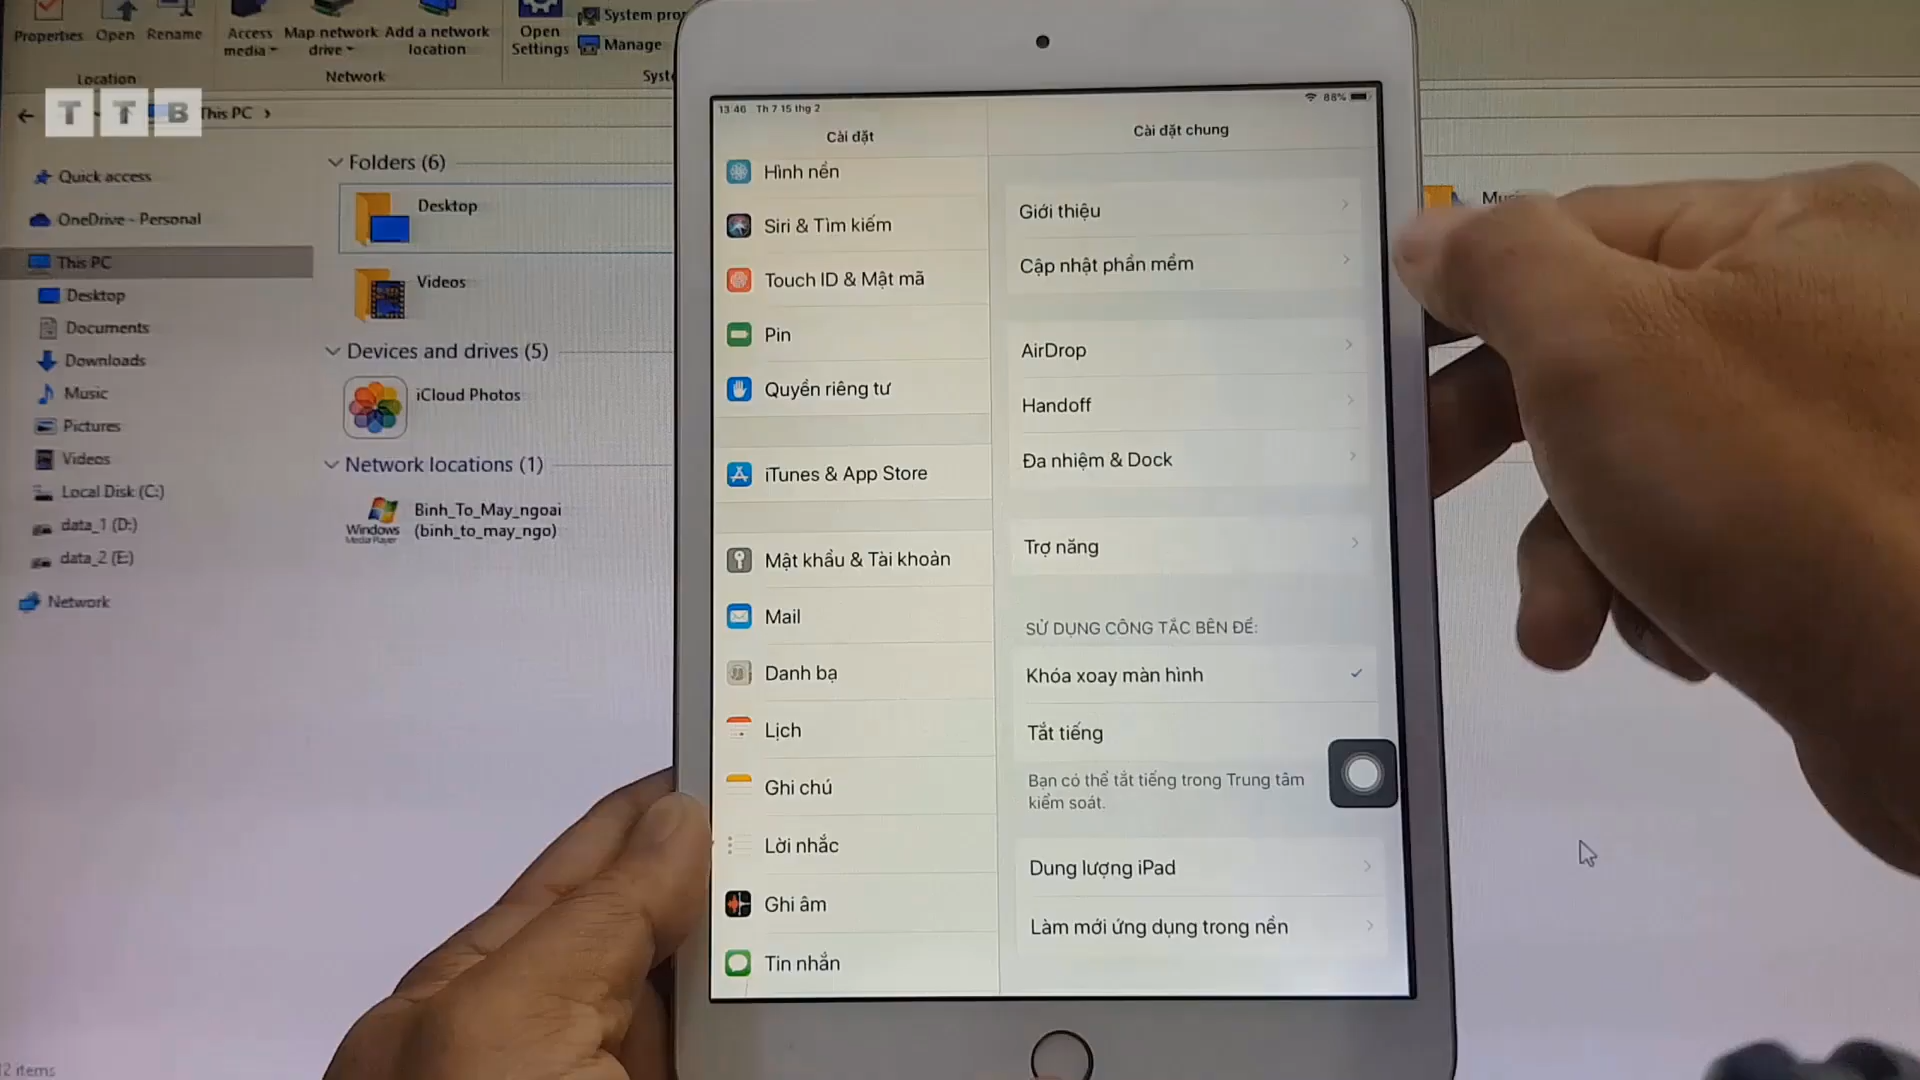 Properties
Open
Rename
Access media
Map network drive
Add a network location
Open Settings
Manage
Location
Network
T T B
This PC
Quick access
OneDrive - Personal
This PC
Desktop
Documents
Downloads
Music
Pictures
Videos
Local Disk (C:)
data_1 (D:)
data_2 (E:)
Network
12 items
Folders (6)
Desktop
Videos
Devices and drives (5)
iCloud Photos
Network locations (1)
Windows
Media Player
Binh_To_May_ngoai
(binh_to_may_ngo)
13:46 Th 7 15 thg 2
88%
Cài đặt
Hình nền
Siri & Tìm kiếm
Touch ID & Mật mã
Pin
Quyền riêng tư
iTunes & App Store
Mật khẩu & Tài khoản
Mail
Danh bạ
Lịch
Ghi chú
Lời nhắc
Ghi âm
Tin nhắn
Cài đặt chung
Giới thiệu
Cập nhật phần mềm
AirDrop
Handoff
Đa nhiệm & Dock
Trợ năng
SỬ DỤNG CÔNG TẮC BÊN ĐỂ:
Khóa xoay màn hình
Tắt tiếng
Bạn có thể tắt tiếng trong Trung tâm
kiểm soát.
Dung lượng iPad
Làm mới ứng dụng trong nền